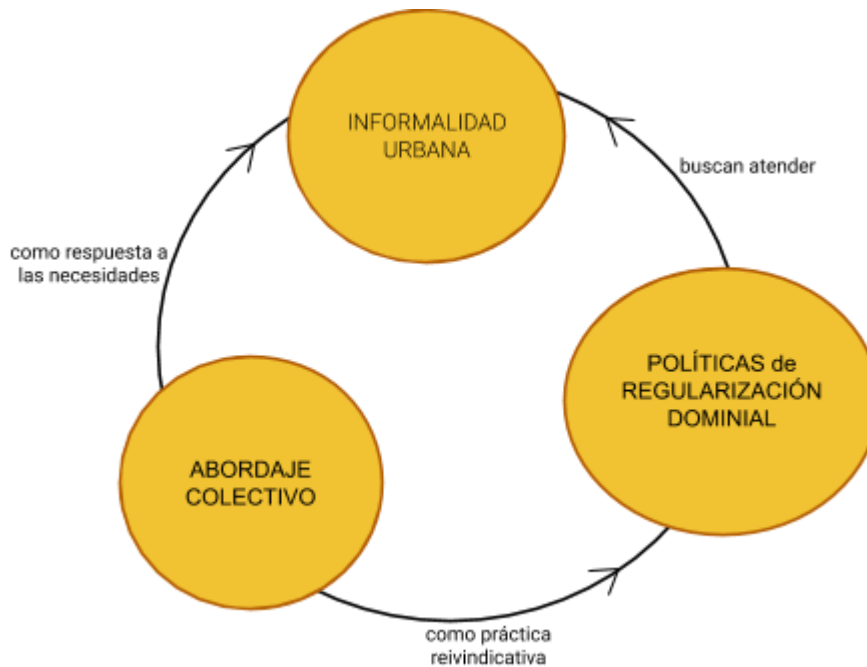 INFORMALIDAD
URBANA
buscan atender
como respuesta a
las necesidades
POLÍTICAS de
REGULARIZACIÓN
DOMINIAL
ABORDAJE
COLECTIVO
como práctica
reivindicativa